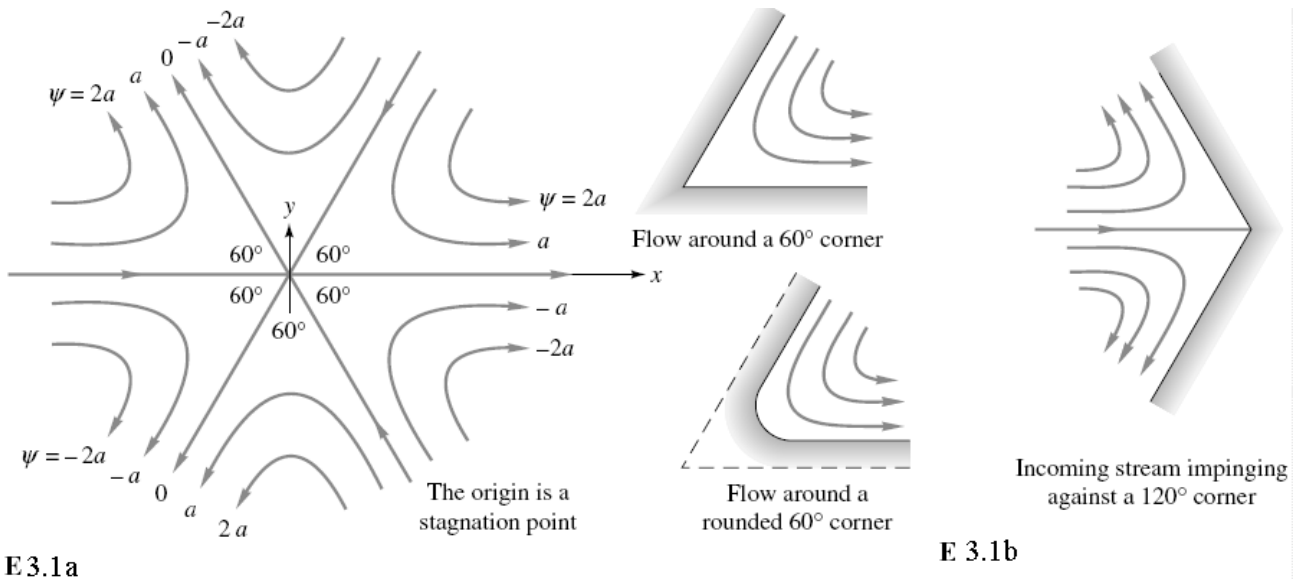 −2a
−a
0
a
ψ = 2a
y
60°
60°
60°
60°
60°
x
ψ = 2a
a
− a
−2a
ψ = − 2a
− a
0
a
2 a
The origin is a
stagnation point
E 3.1a
Flow around a 60° corner
Flow around a
rounded 60° corner
Incoming stream impinging
against a 120° corner
E 3.1b